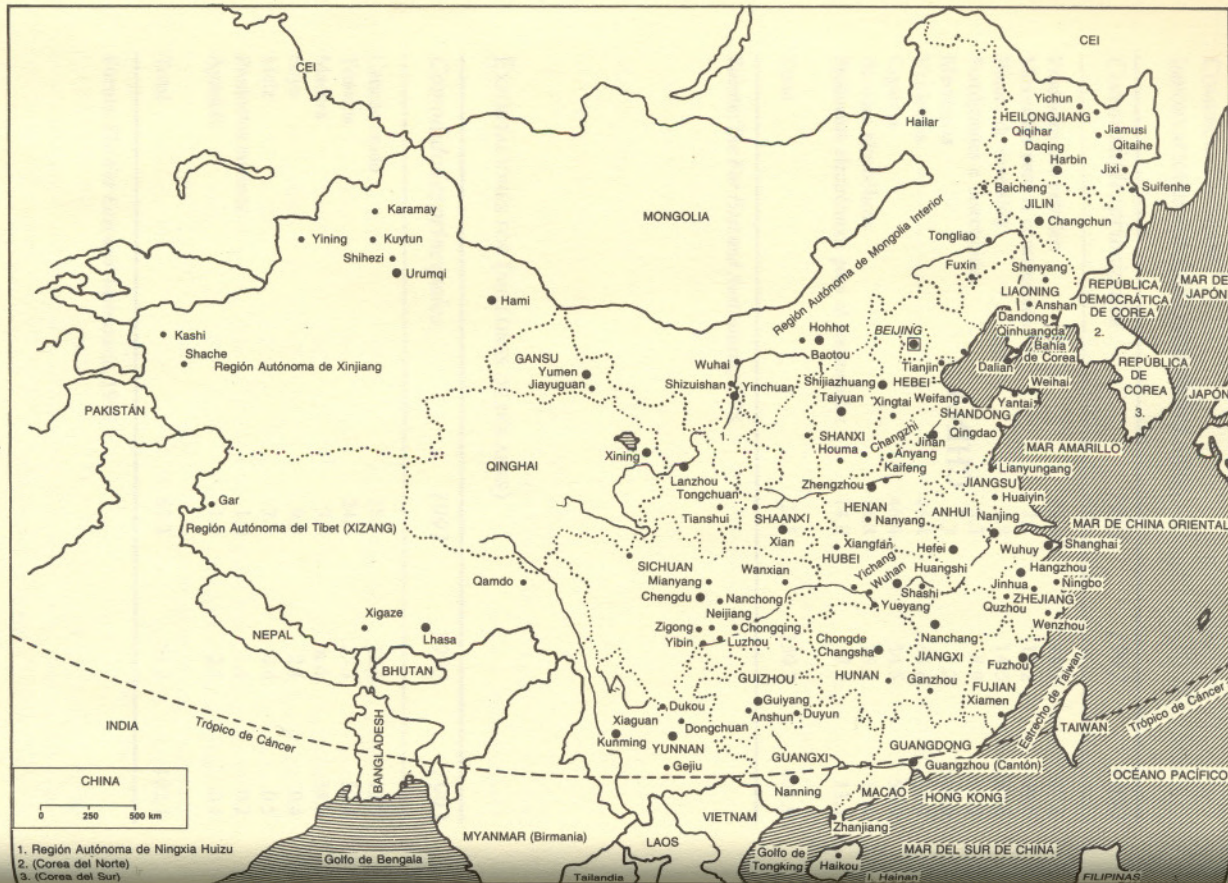 CEI
CEI
MONGOLIA
Hailar
Yichun
HEILONGJIANG
Qiqihar
Jiamusi
Daqing
Qitaihe
Harbin
Jixi
Baicheng
Suifenhe
JILIN
Changchun
Karamay
Yining
Kuytun
Shihezi
Urumqi
Hami
Región Autónoma de Mongolia Interior
Tongliao
Fuxin
Shenyang
LIAONING
Anshan
Dandong
Qinhuangda
Bahía
de Corea
Dalian
REPÚBLICA
DEMOCRÁTICA
DE COREA
2.
MAR DE
JAPÓN
REPÚBLICA
DE
COREA
3.
JAPÓN
Kashi
Shache
Región Autónoma de Xinjiang
GANSU
Yumen
Jiayuguan
Wuhai
Shizuishan
Yinchuan
1.
Hohhot
Baotou
BEIJING
Tianjin
Shijiazhuang
HEBEI
Taiyuan
Xingtai
Weifang
Weihai
Yantai
SHANDONG
Qingdao
SHANXI
Changzhi
Jinan
Houma
Anyang
Kaifeng
Zhengzhou
MAR AMARILLO
Lianyungang
JIANGSU
Huaiyin
PAKISTÁN
QINGHAI
Xining
Lanzhou
Tongchuan
Tianshui
SHAANXI
Xian
HENAN
Nanyang
ANHUI
Nanjing
MAR DE CHINA ORIENTAL
Gar
Región Autónoma del Tibet (XIZANG)
Xiangfan
HUBEI
Hefei
Huangshi
Wuhuy
Shanghai
Hangzhou
Ningbo
Jinhua
ZHEJIANG
Quzhou
Wenzhou
SICHUAN
Mianyang
Wanxian
Yichang
Wuhan
Shashi
Yueyang
Chengdu
Nanchong
Neijiang
Zigong
Chongqing
Yibin
Luzhou
Qamdo
Xigaze
Lhasa
NEPAL
BHUTAN
Chongde
Changsha
Nanchang
JIANGXI
HUNAN
Ganzhou
Fuzhou
FUJIAN
Xiamen
Estrecho de Taiwan
TAIWAN
Trópico de Cáncer
GUIZHOU
Guiyang
Anshun
Duyun
Dukou
Xiaguan
Dongchuan
Kunming
YUNNAN
Gejiu
INDIA
Trópico de Cáncer
BANGLADESH
GUANGXI
Nanning
GUANGDONG
Guangzhou (Cantón)
MACAO
HONG KONG
OCÉANO PACÍFICO
Zhanjiang
MYANMAR (Birmania)
LAOS
VIETNAM
Tailandia
Golfo de Bengala
Golfo de
Tongking
Haikou
I. Hainan
MAR DEL SUR DE CHINA
FILIPINAS
CHINA
0 250 500 km
1. Región Autónoma de Ningxia Huizu
2. (Corea del Norte)
3. (Corea del Sur)